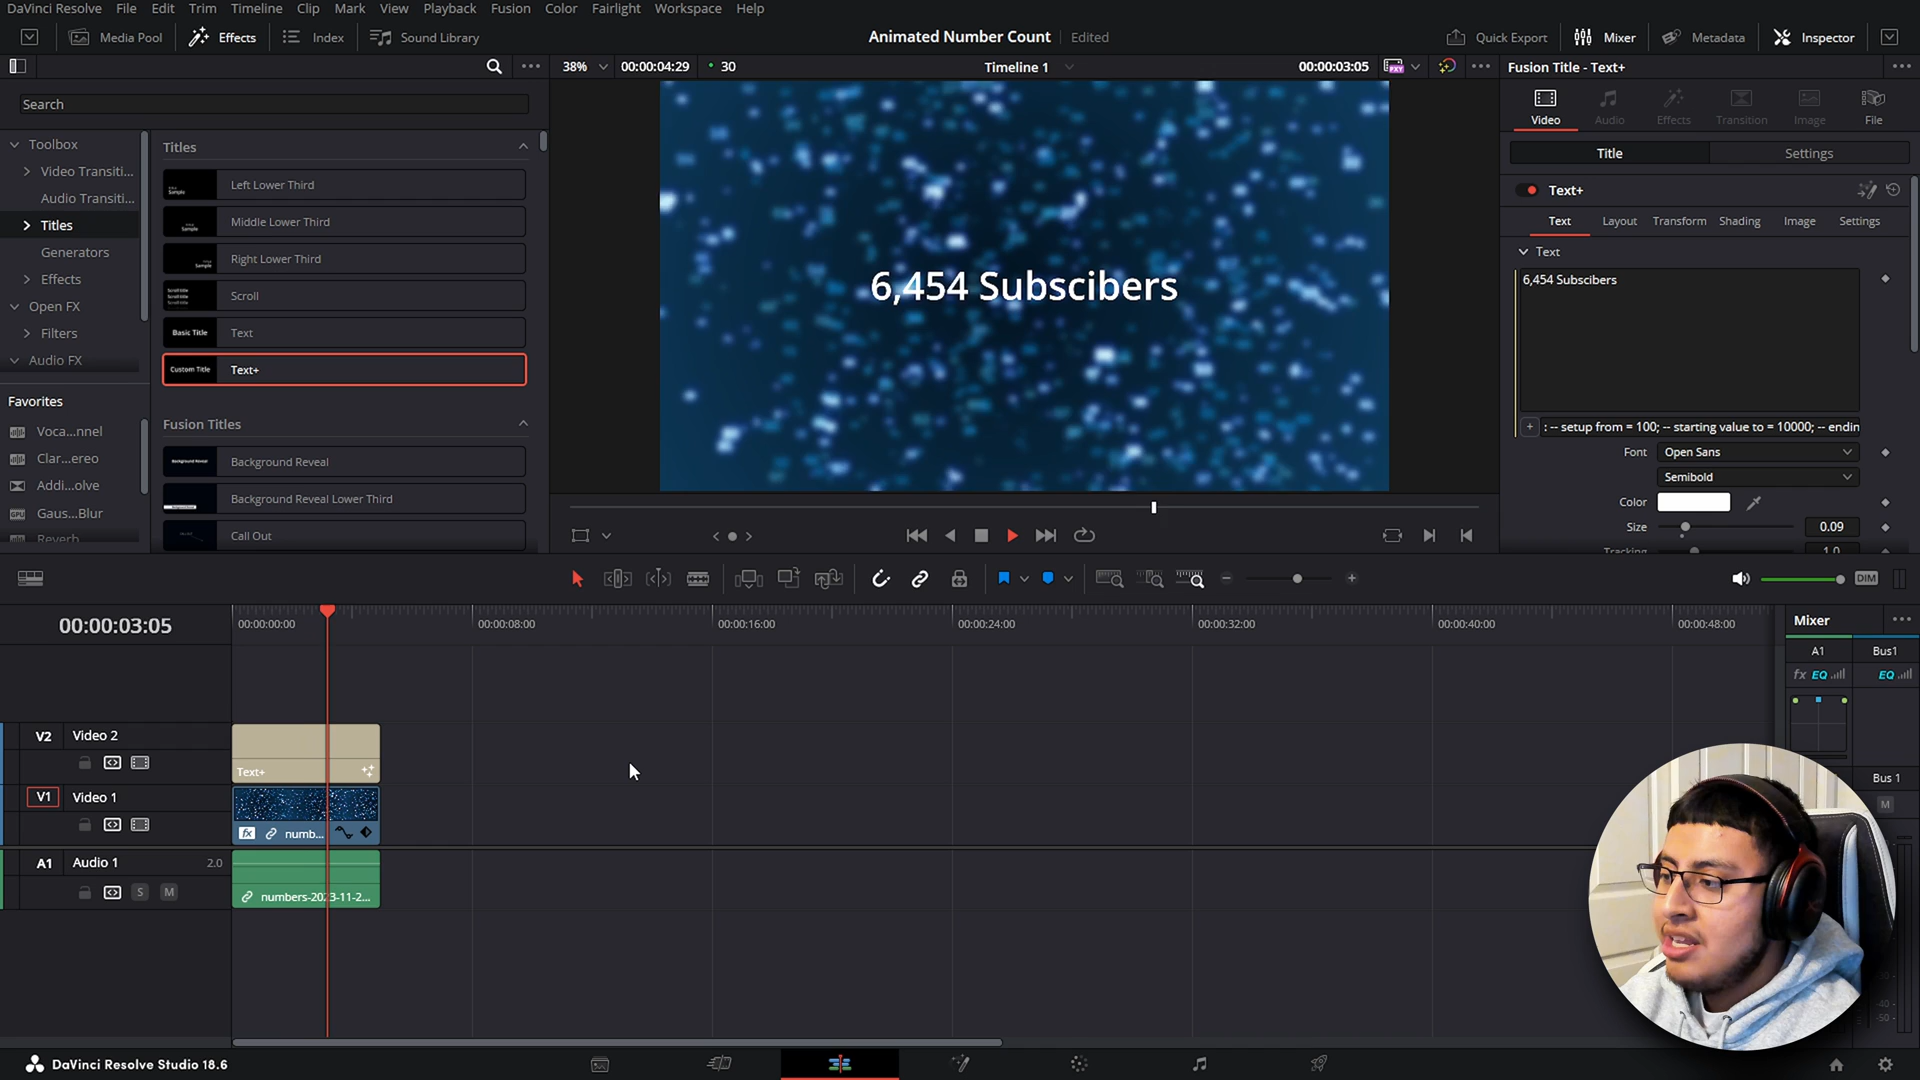 DaVinci Resolve File Edit Trim Timeline Clip Mark View Playback Fusion Color Fairlight Workspace Help
Media Pool Effects Index Sound Library Animated Number Count Edited Quick Export Mixer Metadata Inspector
38% 00:00:04:29 30 Timeline 1 00:00:03:05 Fusion Title - Text+
Search
Video Audio Effects Transition Image File
Title Settings
Toolbox
Video Transiti...
Audio Transiti...
Titles
Generators
Effects
Open FX
Filters
Audio FX
Favorites
Voca...nnel
Clar...ereo
Addi...olve
Gaus...Blur
Reverb
Titles
Left Lower Third
Middle Lower Third
Right Lower Third
Scroll
Basic Title Text
Custom Title Text+
Fusion Titles
Background Reveal
Background Reveal Lower Third
Call Out
6,454 Subscibers
Text+
Text Layout Transform Shading Image Settings
Text
6,454 Subscibers
: -- setup from = 100; -- starting value to = 10000; -- endin
Font Open Sans
Semibold
Color
Size 0.09
Tracking 1.0
DIM
00:00:03:05
00:00:00:00 00:00:08:00 00:00:16:00 00:00:24:00 00:00:32:00 00:00:40:00 00:00:48:00
Mixer
A1 Bus1
fx EQ EQ
V2 Video 2
Text+
V1 Video 1
fx numb...
A1 Audio 1 2.0
S M
numbers-2023-11-2...
Bus 1
M
DaVinci Resolve Studio 18.6